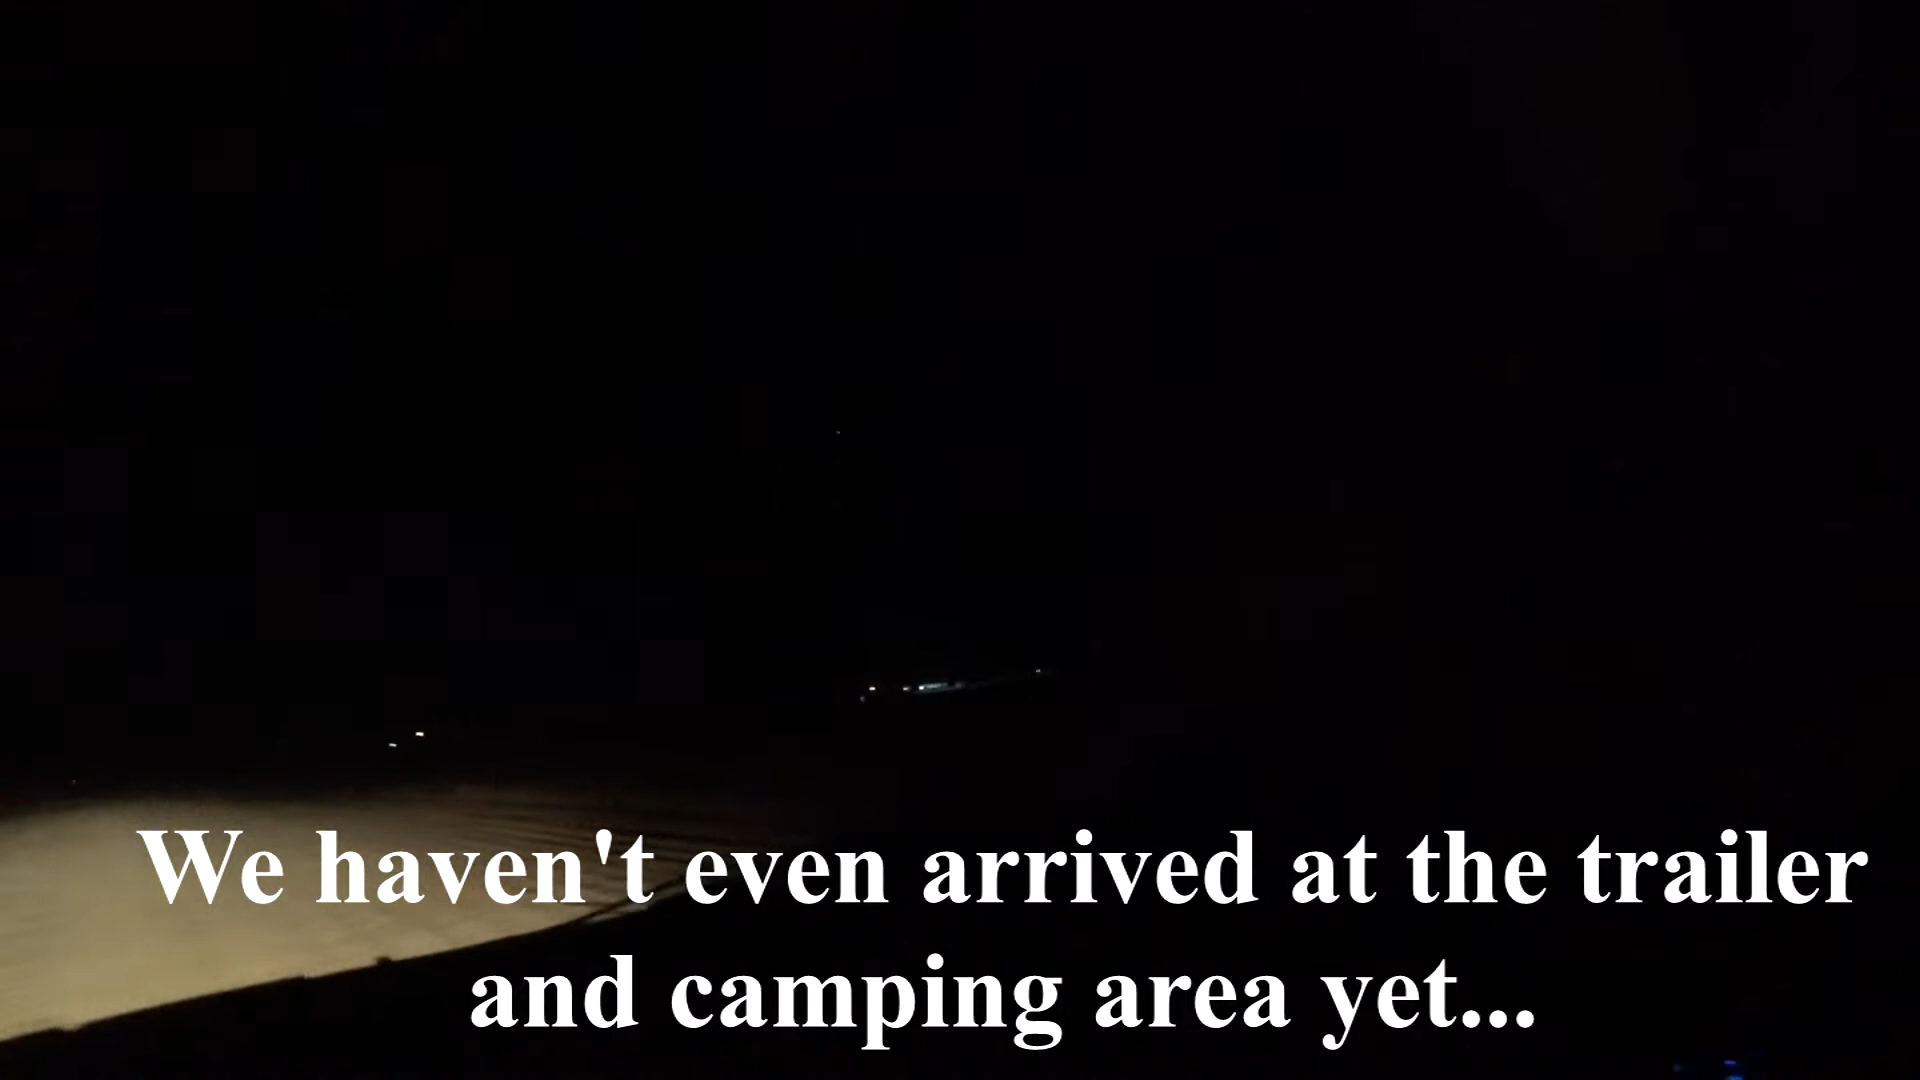 We haven't even arrived at the trailer
and camping area yet...